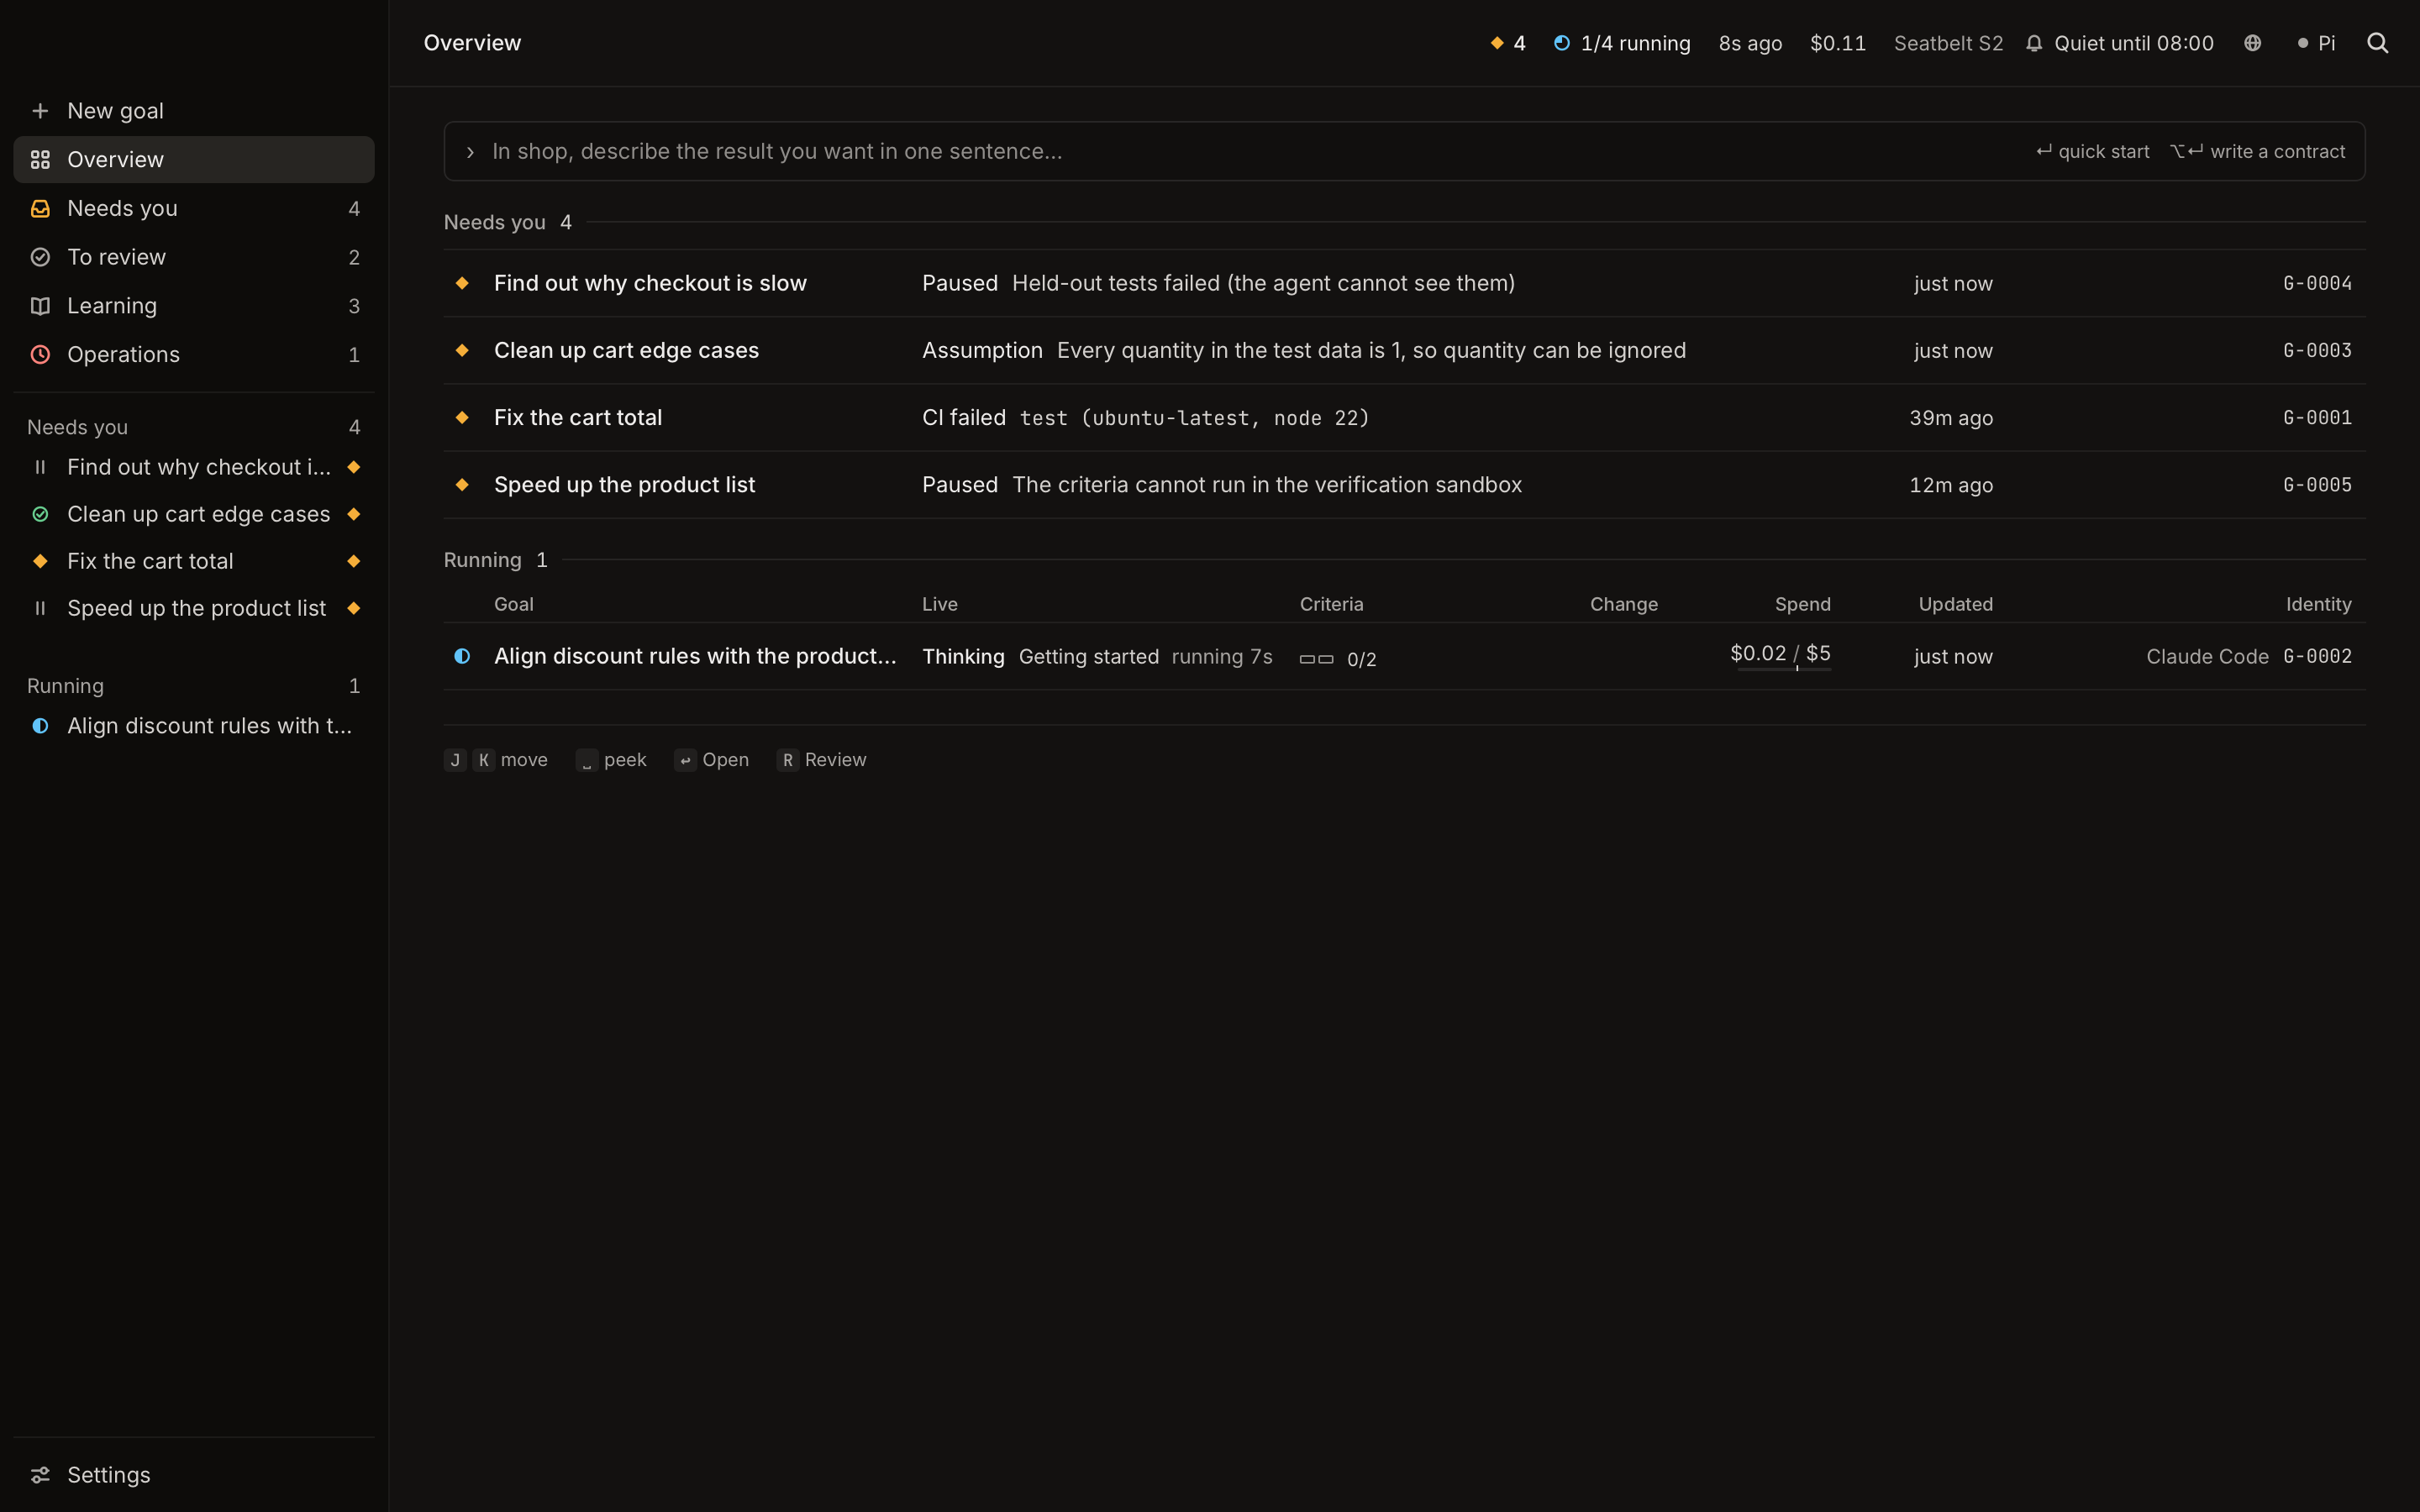 New goal
Overview
Needs you 4
To review 2
Learning 3
Operations 1
Needs you 4
Find out why checkout i...
Clean up cart edge cases
Fix the cart total
Speed up the product list
Running 1
Align discount rules with t...
Settings
Overview 4 1/4 running 8s ago $0.11 Seatbelt S2 Quiet until 08:00 Pi
› In shop, describe the result you want in one sentence... ↵ quick start ⌥↵ write a contract
Needs you 4
Find out why checkout is slow Paused Held-out tests failed (the agent cannot see them) just now G-0004
Clean up cart edge cases Assumption Every quantity in the test data is 1, so quantity can be ignored just now G-0003
Fix the cart total CI failed test (ubuntu-latest, node 22) 39m ago G-0001
Speed up the product list Paused The criteria cannot run in the verification sandbox 12m ago G-0005
Running 1
Goal Live Criteria Change Spend Updated Identity
Align discount rules with the product... Thinking Getting started running 7s 0/2 $0.02 / $5 just now Claude Code G-0002
J K move ␣ peek ↩ Open R Review